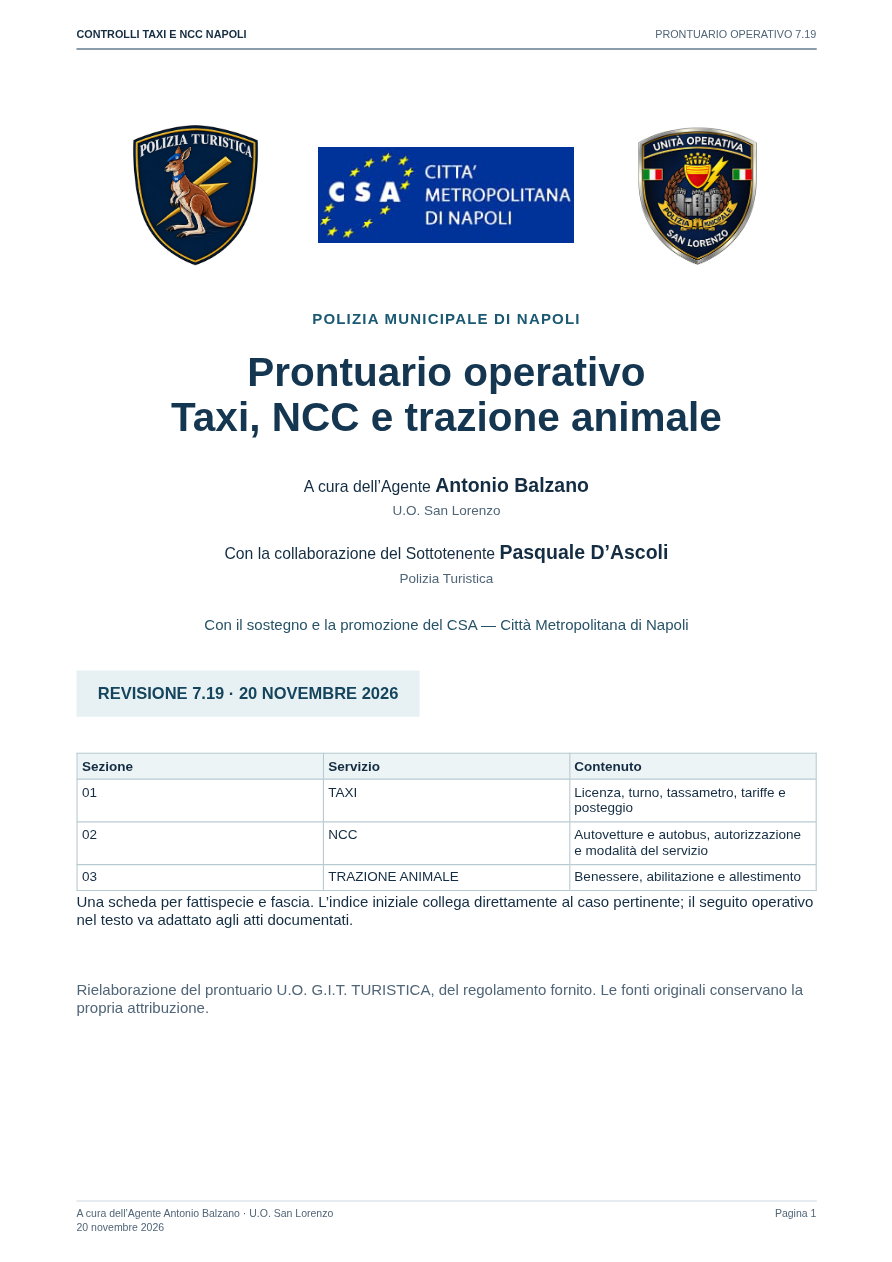 CONTROLLI TAXI E NCC NAPOLI
PRONTUARIO OPERATIVO 7.19
POLIZIA TURISTICA
CSA
CITTA’
METROPOLITANA
DI NAPOLI
UNITÀ OPERATIVA
POLIZIA MUNICIPALE
SAN LORENZO
POLIZIA MUNICIPALE DI NAPOLI
Prontuario operativo
Taxi, NCC e trazione animale
A cura dell’Agente Antonio Balzano
U.O. San Lorenzo
Con la collaborazione del Sottotenente Pasquale D’Ascoli
Polizia Turistica
Con il sostegno e la promozione del CSA — Città Metropolitana di Napoli
REVISIONE 7.19 · 20 NOVEMBRE 2026
Sezione Servizio Contenuto
01 TAXI Licenza, turno, tassametro, tariffe e
posteggio
02 NCC Autovetture e autobus, autorizzazione
e modalità del servizio
03 TRAZIONE ANIMALE Benessere, abilitazione e allestimento
Una scheda per fattispecie e fascia. L’indice iniziale collega direttamente al caso pertinente; il seguito operativo
nel testo va adattato agli atti documentati.
Rielaborazione del prontuario U.O. G.I.T. TURISTICA, del regolamento fornito. Le fonti originali conservano la
propria attribuzione.
A cura dell’Agente Antonio Balzano · U.O. San Lorenzo
20 novembre 2026
Pagina 1